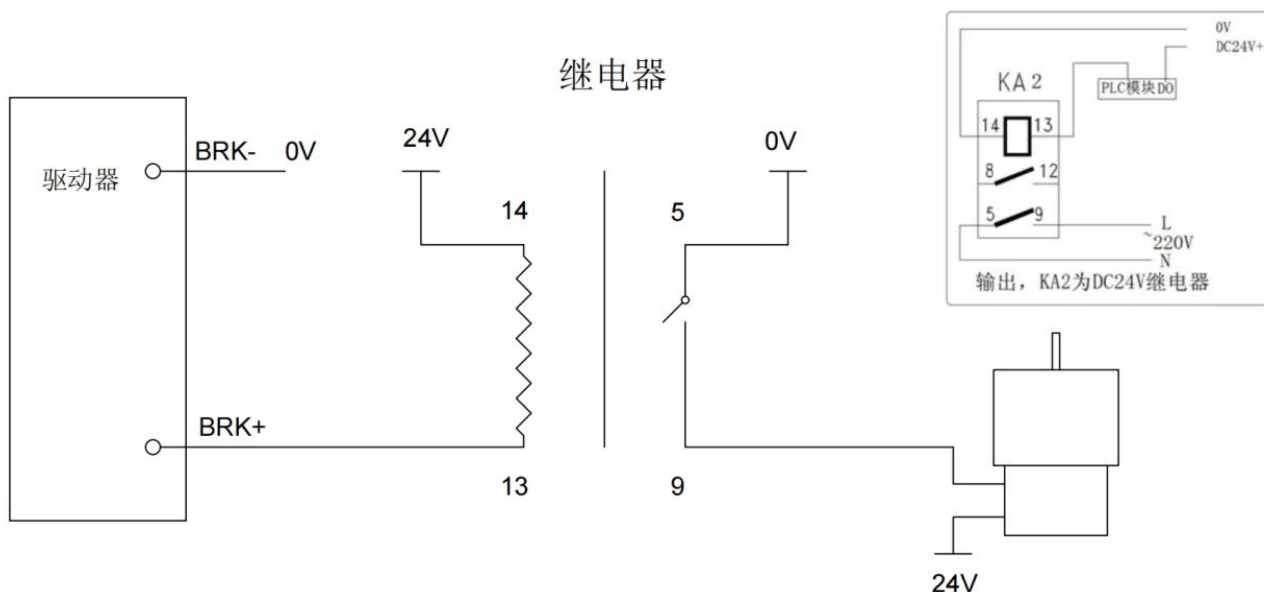 继电器
驱动器
BRK- 0V
24V
14
BRK+
13
0V
5
9
24V
0V
DC24V+
KA2
PLC模块DO
14 13
8 12
5 9
L
~220V
N
输出，KA2为DC24V继电器